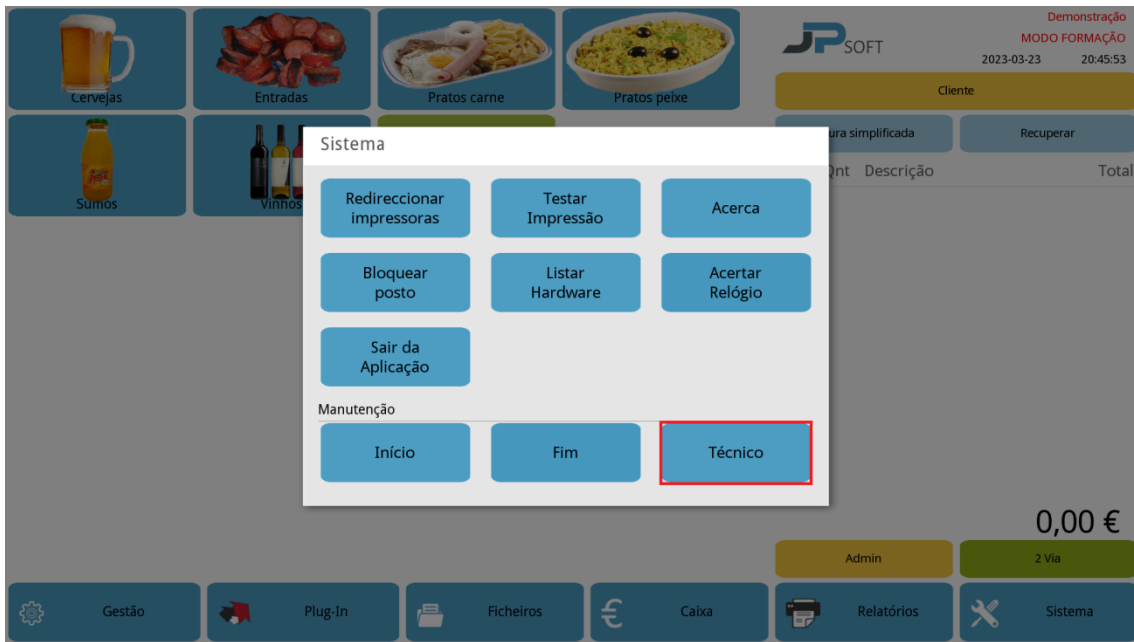 JP SOFT
Demonstração
MODO FORMAÇÃO
2023-03-23 20:45:53
Cervejas
Entradas
Pratos carne
Pratos peixe
Cliente
ura simplificada
Recuperar
Qnt Descrição Total
Sumos
Vinhos
Sistema
Redireccionar
impressoras
Testar
Impressão
Acerca
Bloquear
posto
Listar
Hardware
Acertar
Relógio
Sair da
Aplicação
Manutenção
Início
Fim
Técnico
0,00 €
Admin
2 Via
Gestão
Plug-In
Ficheiros
€
Caixa
Relatórios
Sistema